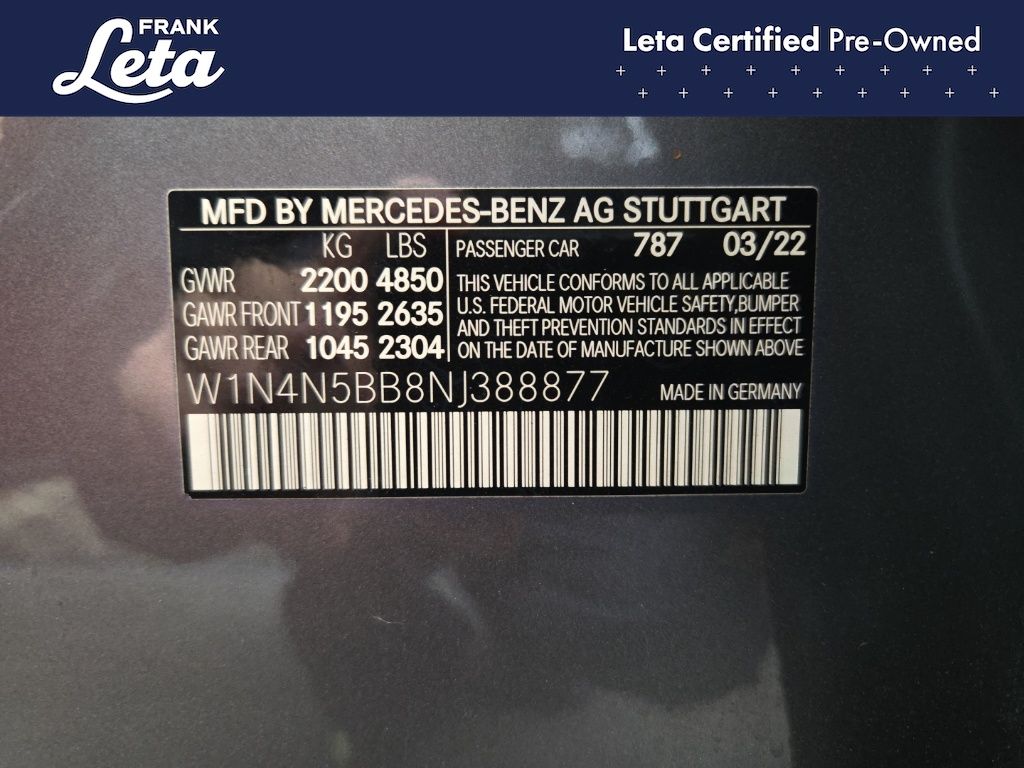 FRANK
Leta
Leta Certified Pre-Owned
MFD BY MERCEDES-BENZ AG STUTTGART
KG LBS
PASSENGER CAR 787 03/22
GVWR 2200 4850
GAWR FRONT 1195 2635
GAWR REAR 1045 2304
THIS VEHICLE CONFORMS TO ALL APPLICABLE
U.S. FEDERAL MOTOR VEHICLE SAFETY,BUMPER
AND THEFT PREVENTION STANDARDS IN EFFECT
ON THE DATE OF MANUFACTURE SHOWN ABOVE
W1N4N5BB8NJ388877
MADE IN GERMANY